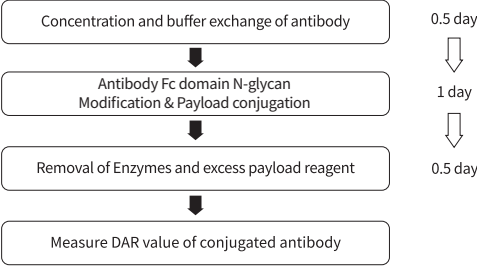 Concentration and buffer exchange of antibody
0.5 day
Antibody Fc domain N-glycan
Modification & Payload conjugation
1 day
Removal of Enzymes and excess payload reagent
0.5 day
Measure DAR value of conjugated antibody